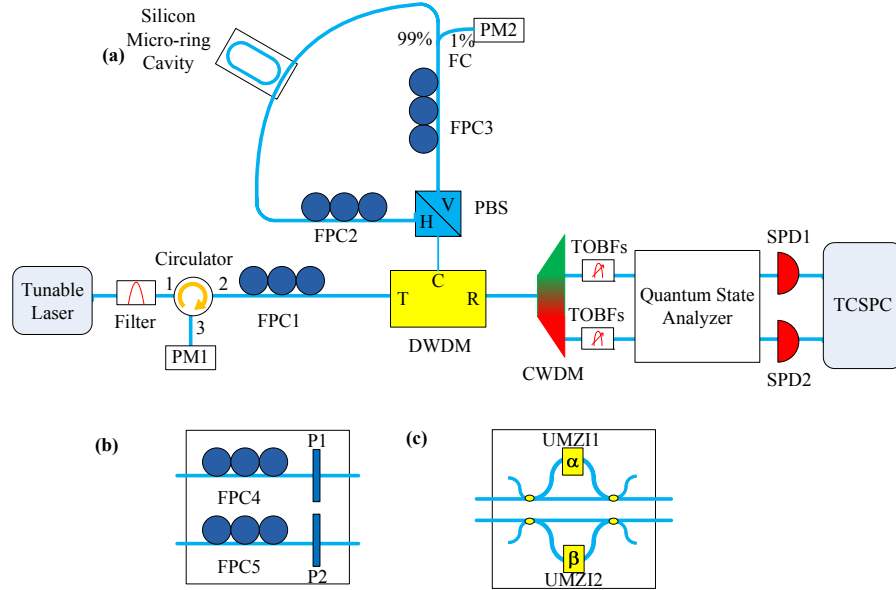 Silicon
Micro-ring
Cavity
(a)
99%
1%
FC
PM2
FPC3
V
H
PBS
FPC2
Circulator
1
2
3
Tunable
Laser
Filter
PM1
FPC1
T
C
R
DWDM
CWDM
TOBFs
TOBFs
Quantum State
Analyzer
SPD1
SPD2
TCSPC
(b)
P1
FPC4
FPC5
P2
(c)
UMZI1
α
β
UMZI2